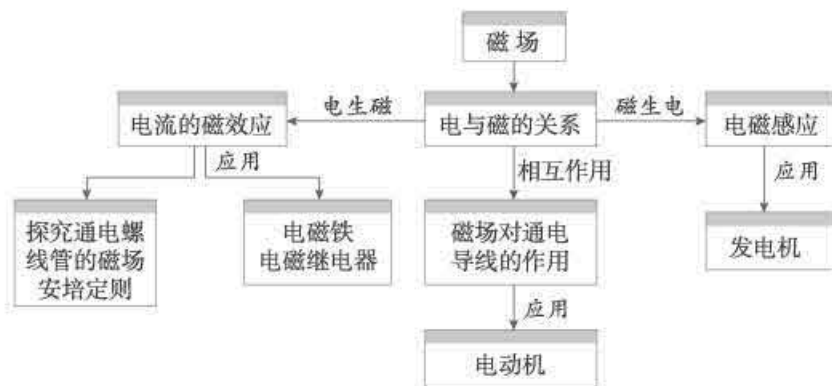 磁场
电生磁
磁生电
电流的磁效应
电与磁的关系
电磁感应
应用
相互作用
应用
探究通电螺
线管的磁场
安培定则
电磁铁
电磁继电器
磁场对通电
导线的作用
发电机
应用
电动机